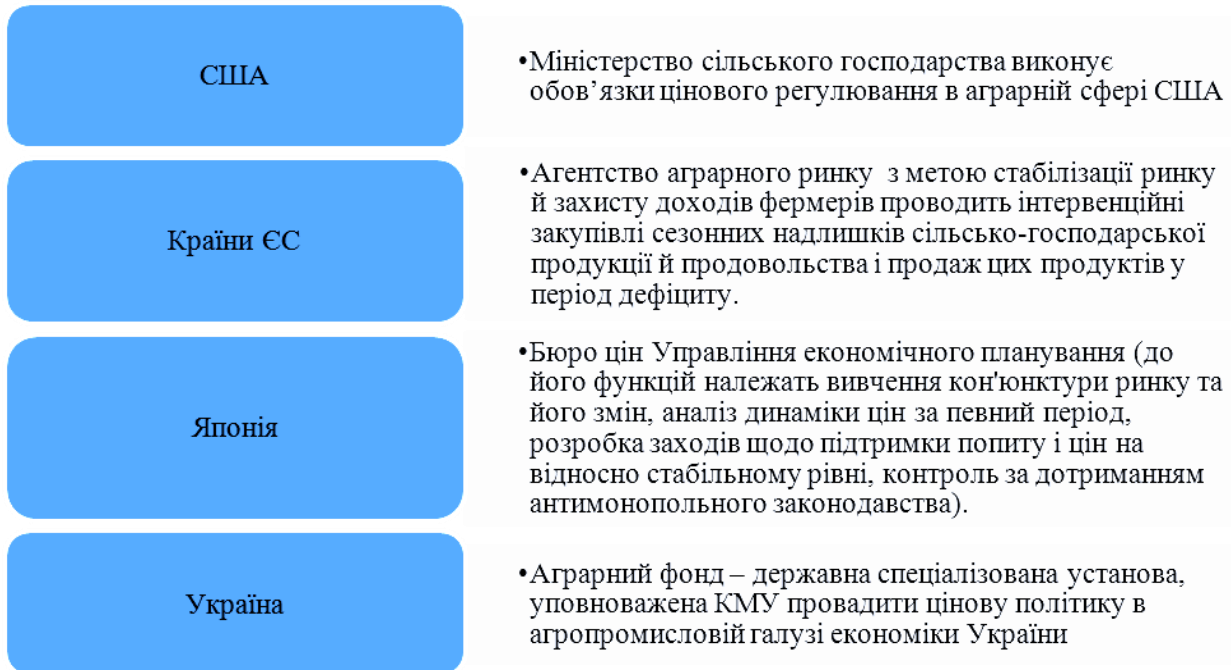 США
•Міністерство сільського господарства виконує
обов’язки цінового регулювання в аграрній сфері США
Країни ЄС
•Агентство аграрного ринку з метою стабілізації ринку
й захисту доходів фермерів проводить інтервенційні
закупівлі сезонних надлишків сільсько-господарської
продукції й продовольства і продаж цих продуктів у
період дефіциту.
Японія
•Бюро цін Управління економічного планування (до
його функцій належать вивчення кон'юнктури ринку та
його змін, аналіз динаміки цін за певний період,
розробка заходів щодо підтримки попиту і цін на
відносно стабільному рівні, контроль за дотриманням
антимонопольного законодавства).
Україна
•Аграрний фонд – державна спеціалізована установа,
уповноважена КМУ провадити цінову політику в
агропромисловій галузі економіки України